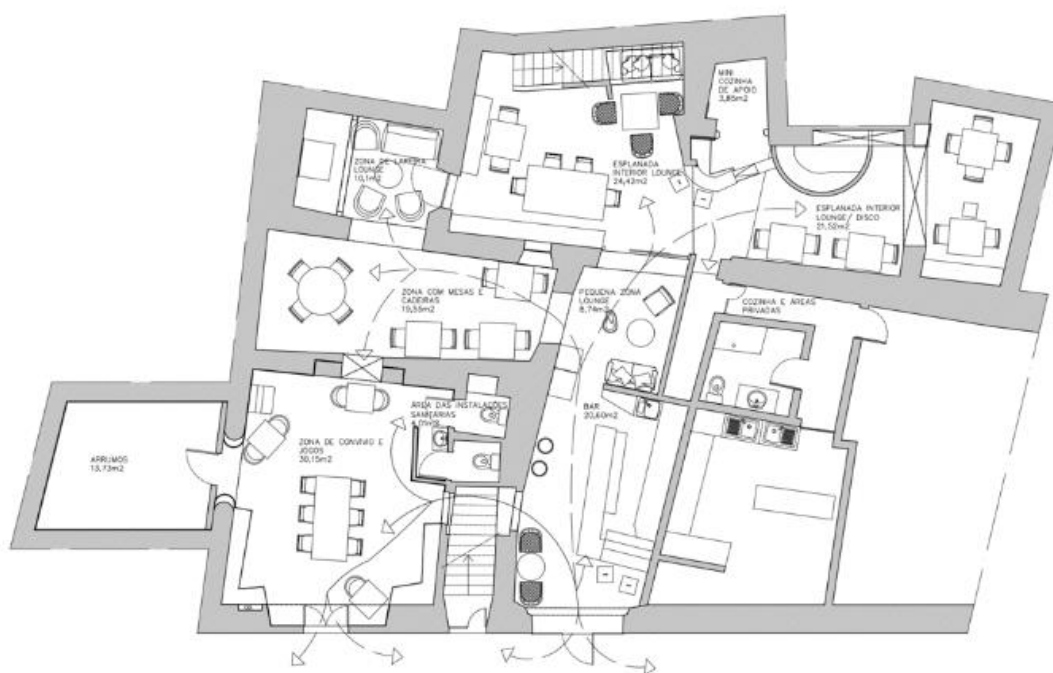 MINI
COZINHA
DE APOIO
3,85m2
ZONA DE LAREIRA
LOUNGE
10,1m2
ESPLANADA
INTERIOR LOUNGE
24,42m2
ESPLANADA INTERIOR
LOUNGE/ DISCO
21,52m2
ZONA COM MESAS E
CADEIRAS
19,55m2
PEQUENA ZONA
LOUNGE
8,74m2
COZINHA E ÁREAS
PRIVADAS
ÁREA DAS INSTALAÇÕES
SANITÁRIAS
BAR
20,60m2
ZONA DE CONVÍVIO E
JOGOS
30,15m2
ARRUMOS
13,73m2